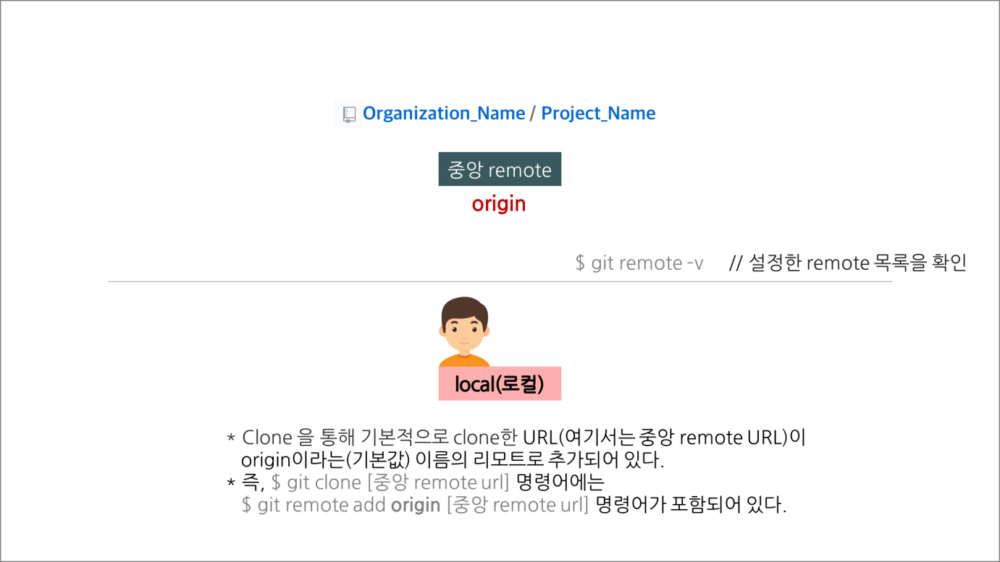 Organization_Name / Project_Name
중앙 remote
origin
$ git remote -v // 설정한 remote 목록을 확인
local(로컬)
* Clone 을 통해 기본적으로 clone한 URL(여기서는 중앙 remote URL)이
origin이라는(기본값) 이름의 리모트로 추가되어 있다.
* 즉, $ git clone [중앙 remote url] 명령어에는
$ git remote add origin [중앙 remote url] 명령어가 포함되어 있다.